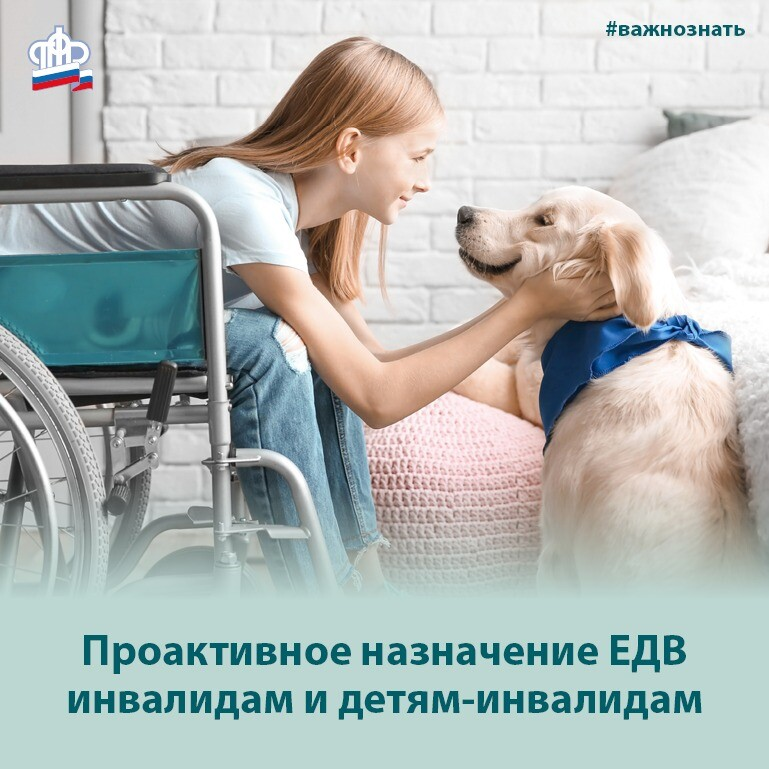 #важнознать
Проактивное назначение ЕДВ
инвалидам и детям-инвалидам